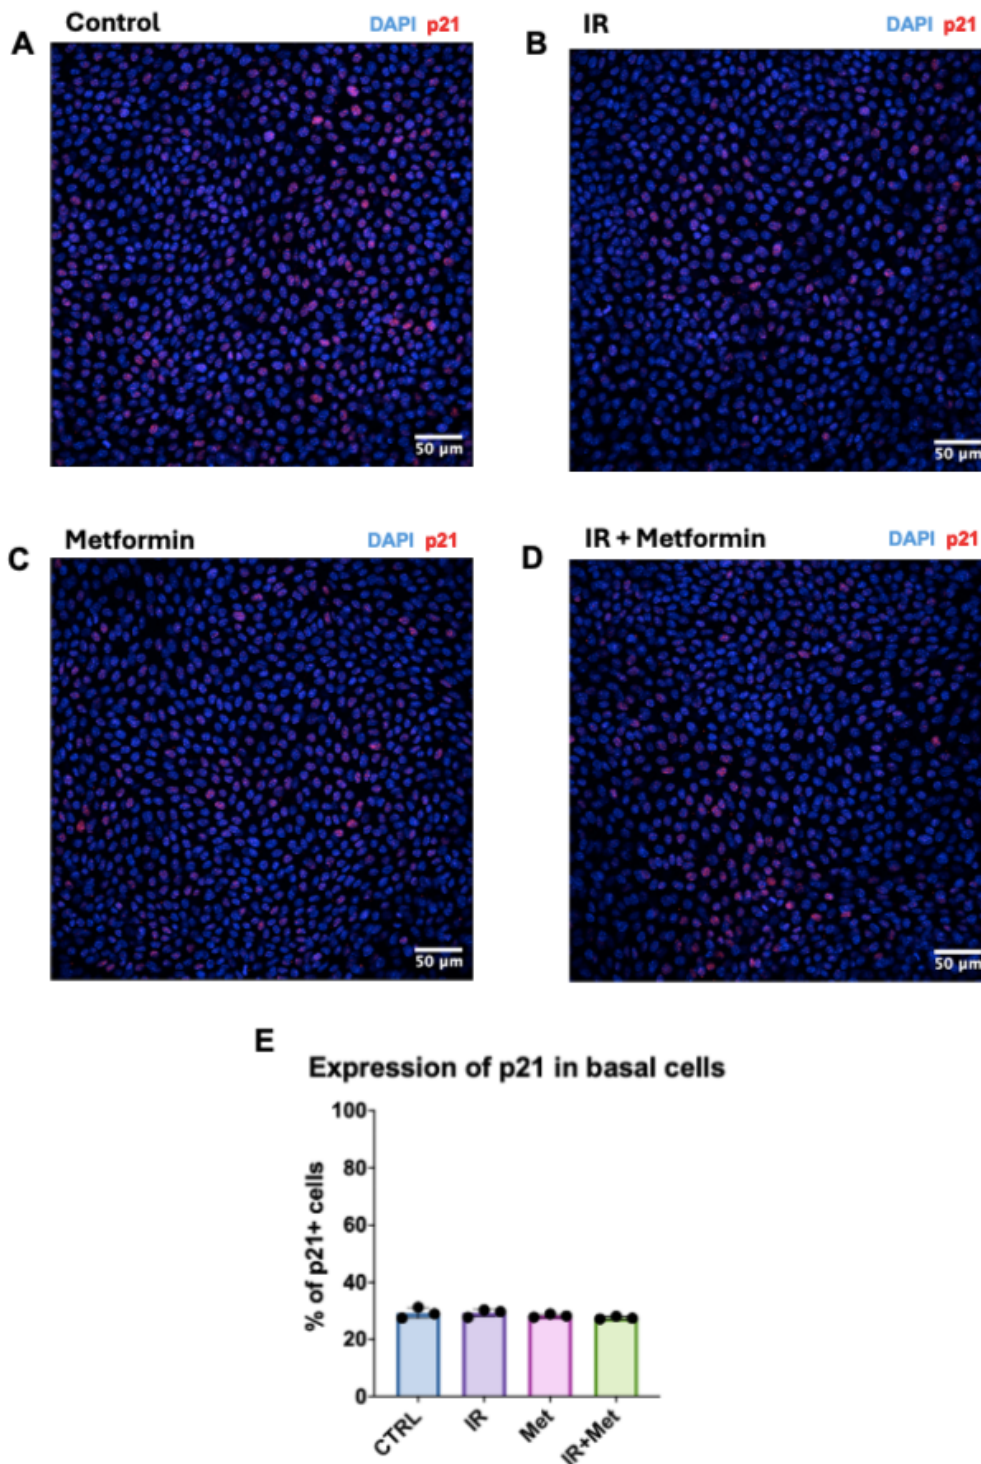 A Control DAPI p21
50 μm
B IR DAPI p21
50 μm
C Metformin DAPI p21
50 μm
D IR + Metformin DAPI p21
50 μm
E
Expression of p21 in basal cells
% of p21+ cells
100
80
60
40
20
0
CTRL
IR
Met
IR+Met